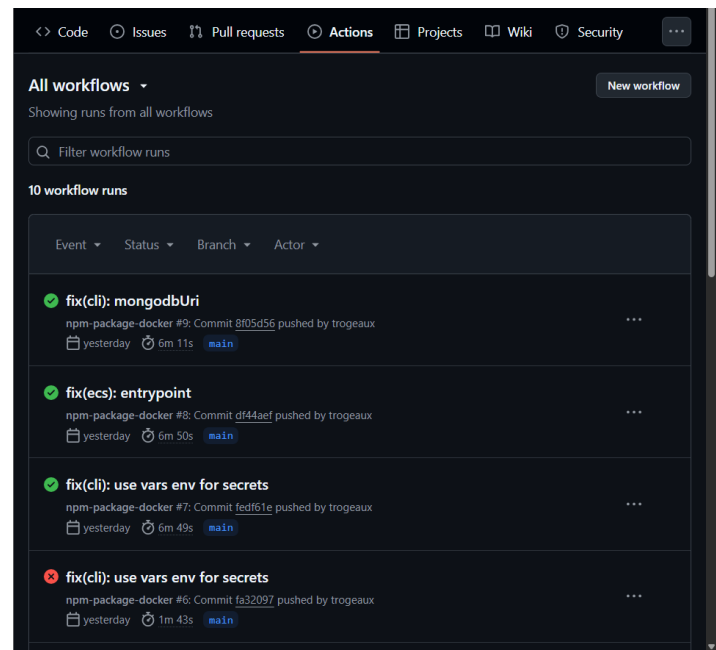 Code Issues Pull requests Actions Projects Wiki Security
All workflows New workflow
Showing runs from all workflows
Filter workflow runs
10 workflow runs
Event Status Branch Actor
fix(cli): mongodbUri
npm-package-docker #9: Commit 8f05d56 pushed by trogeaux
yesterday 6m 11s main
fix(ecs): entrypoint
npm-package-docker #8: Commit df44aef pushed by trogeaux
yesterday 6m 50s main
fix(cli): use vars env for secrets
npm-package-docker #7: Commit fedf61e pushed by trogeaux
yesterday 6m 49s main
fix(cli): use vars env for secrets
npm-package-docker #6: Commit fa32097 pushed by trogeaux
yesterday 1m 43s main